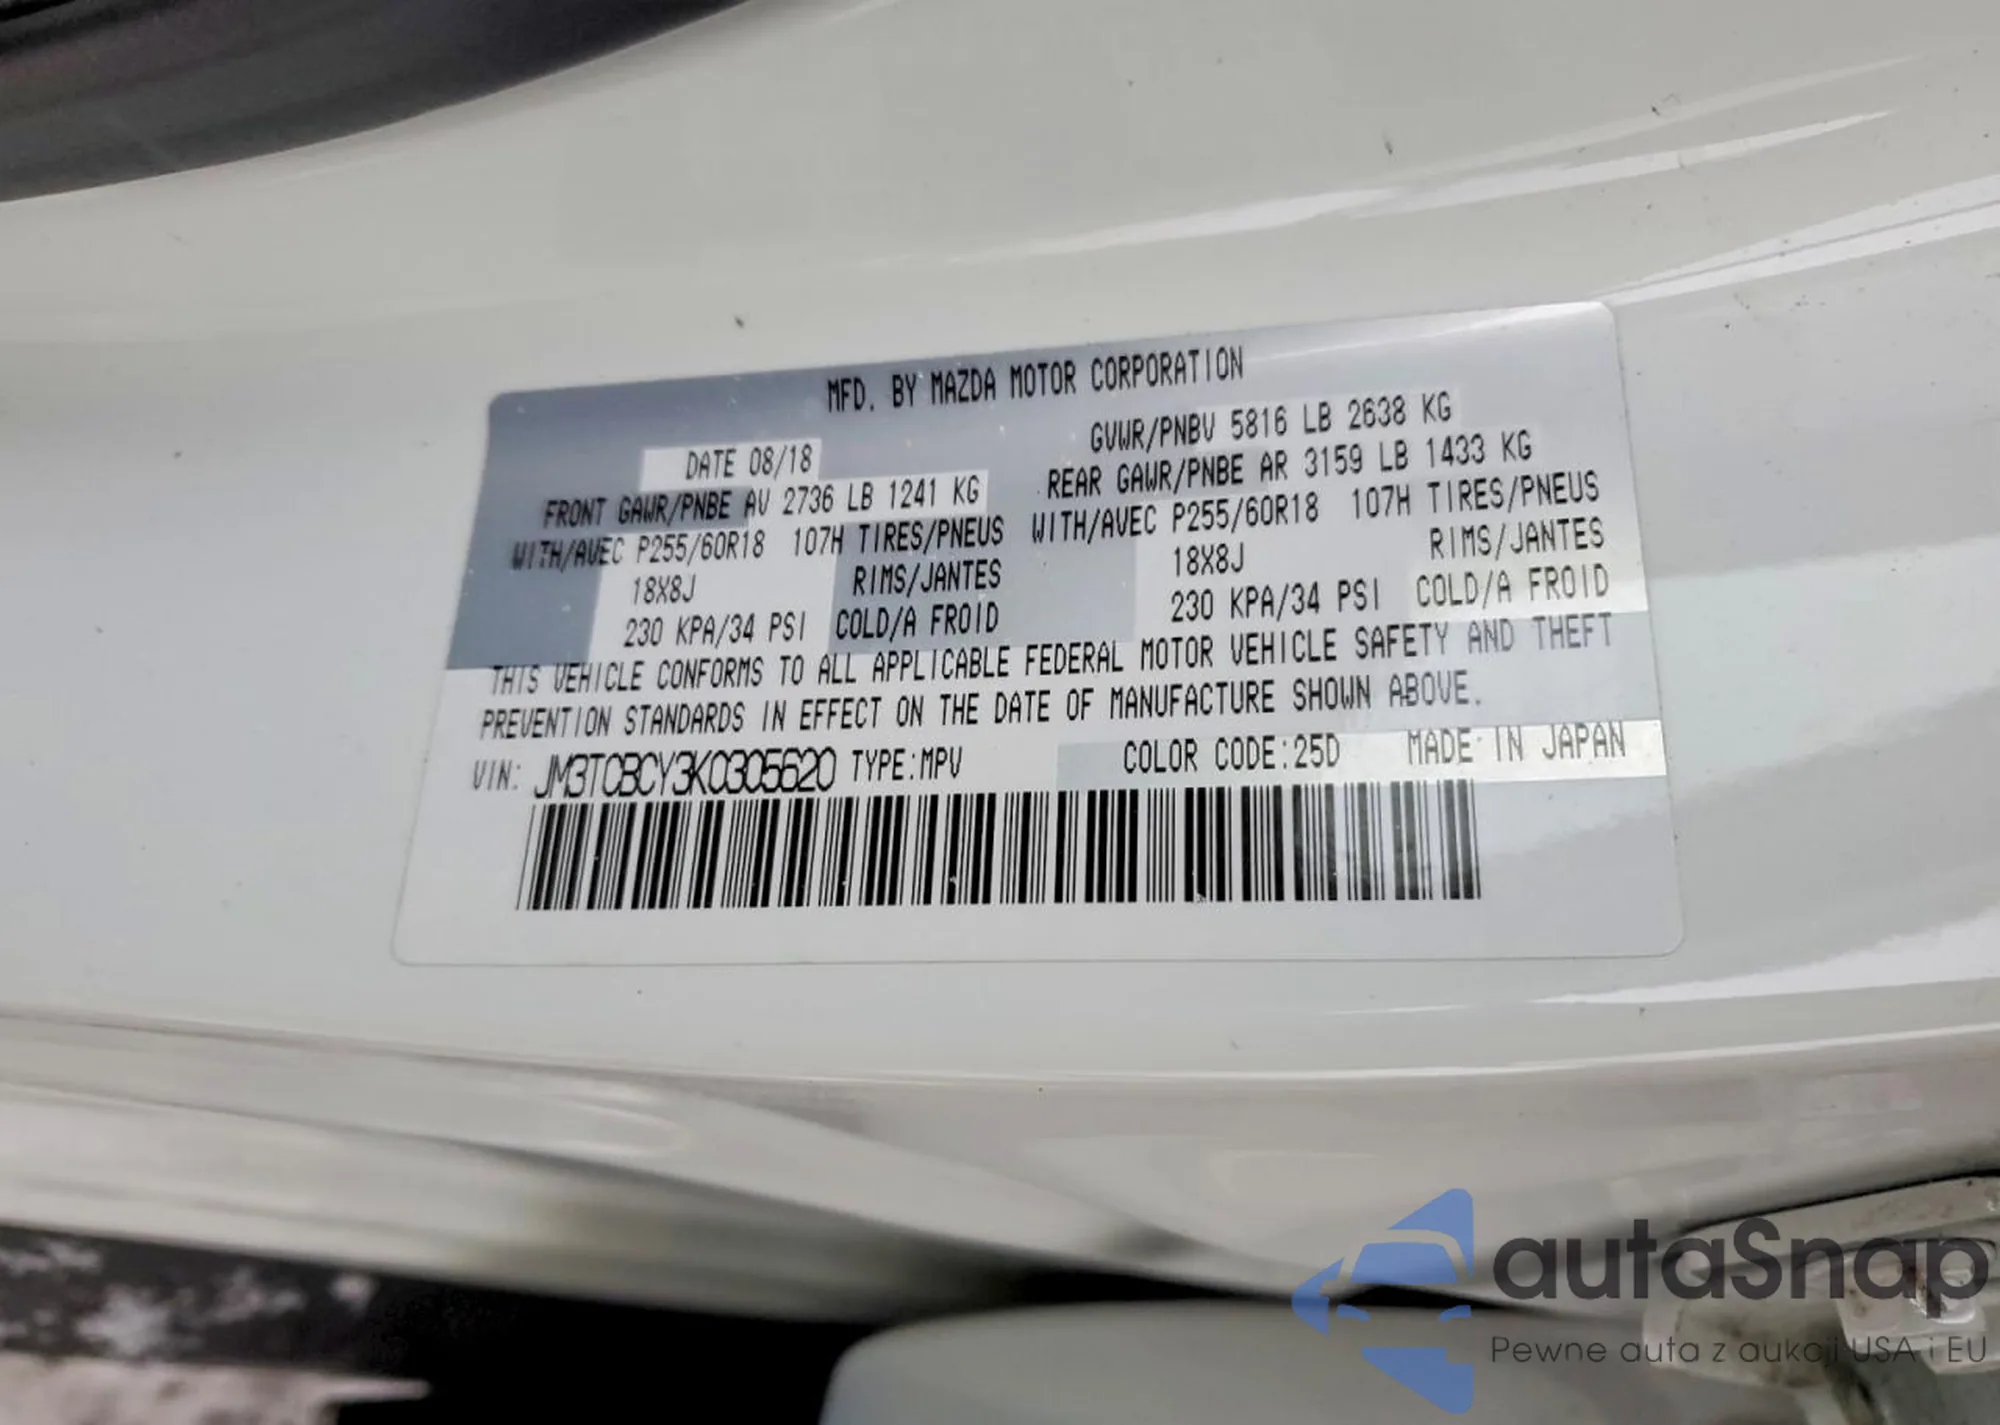 MFD. BY MAZDA MOTOR CORPORATION
DATE 08/18 GVWR/PNBV 5816 LB 2638 KG
FRONT GAWR/PNBE AV 2736 LB 1241 KG REAR GAWR/PNBE AR 3159 LB 1433 KG
WITH/AVEC P255/60R18 107H TIRES/PNEUS WITH/AVEC P255/60R18 107H TIRES/PNEUS
18X8J RIMS/JANTES 18X8J RIMS/JANTES
230 KPA/34 PSI COLD/A FROID 230 KPA/34 PSI COLD/A FROID
THIS VEHICLE CONFORMS TO ALL APPLICABLE FEDERAL MOTOR VEHICLE SAFETY AND THEFT
PREVENTION STANDARDS IN EFFECT ON THE DATE OF MANUFACTURE SHOWN ABOVE.
VIN: JM3TCBCY3K0305620 TYPE:MPV COLOR CODE:25D MADE IN JAPAN
autaSnap
Pewne auta z aukcji USA i EU